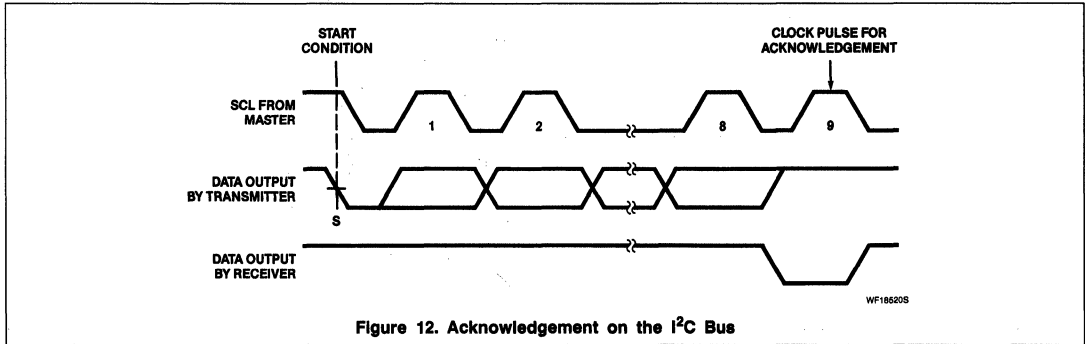 START
CONDITION
CLOCK PULSE FOR
ACKNOWLEDGEMENT
SCL FROM
MASTER
1
2
8
9
DATA OUTPUT
BY TRANSMITTER
S
DATA OUTPUT
BY RECEIVER
WF18520S
Figure 12. Acknowledgement on the I²C Bus